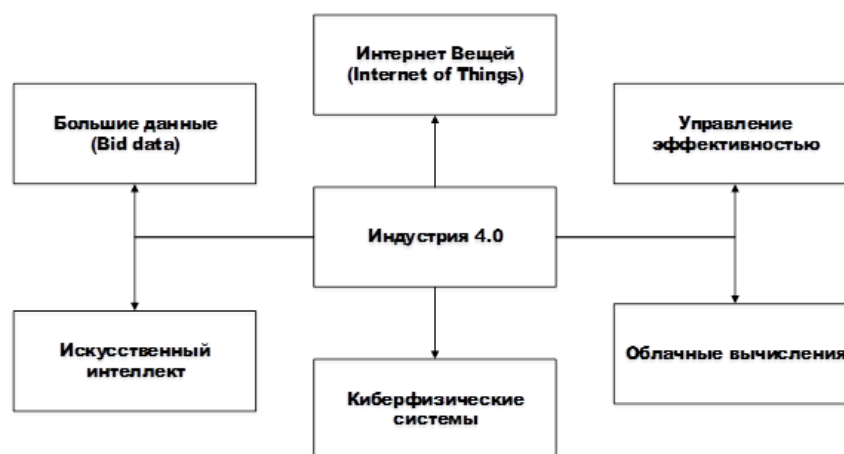 Интернет Вещей
(Internet of Things)
Большие данные
(Bid data)
Управление
эффективностью
Индустрия 4.0
Искусственный
интеллект
Облачные вычисления
Киберфизические
системы